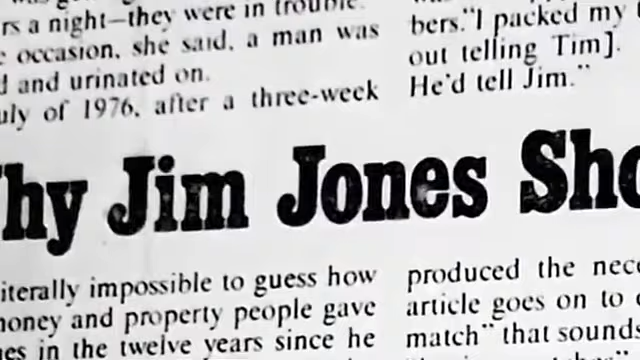 rs a night—they were in trouble.
occasion, she said, a man was
and urinated on.
uly of 1976, after a three-week
bers. "I packed my
out telling Tim].
He'd tell Jim."
hy Jim Jones Sho
iterally impossible to guess how
oney and property people gave
es in the twelve years since he
produced the nece
article goes on to
match" that sounds